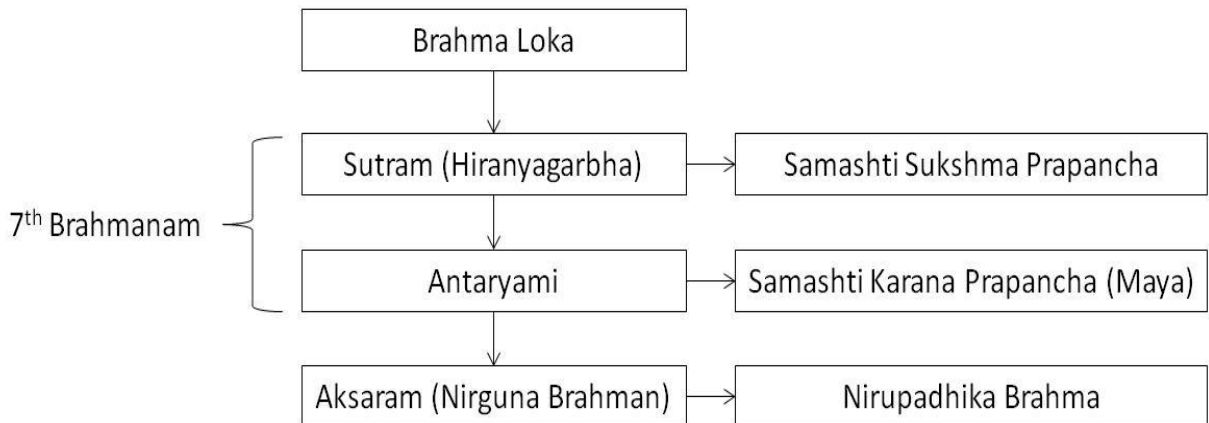 Brahma Loka
Sutram (Hiranyagarbha)
Samashti Sukshma Prapancha
7th Brahmanam
Antaryami
Samashti Karana Prapancha (Maya)
Aksaram (Nirguna Brahman)
Nirupadhika Brahma